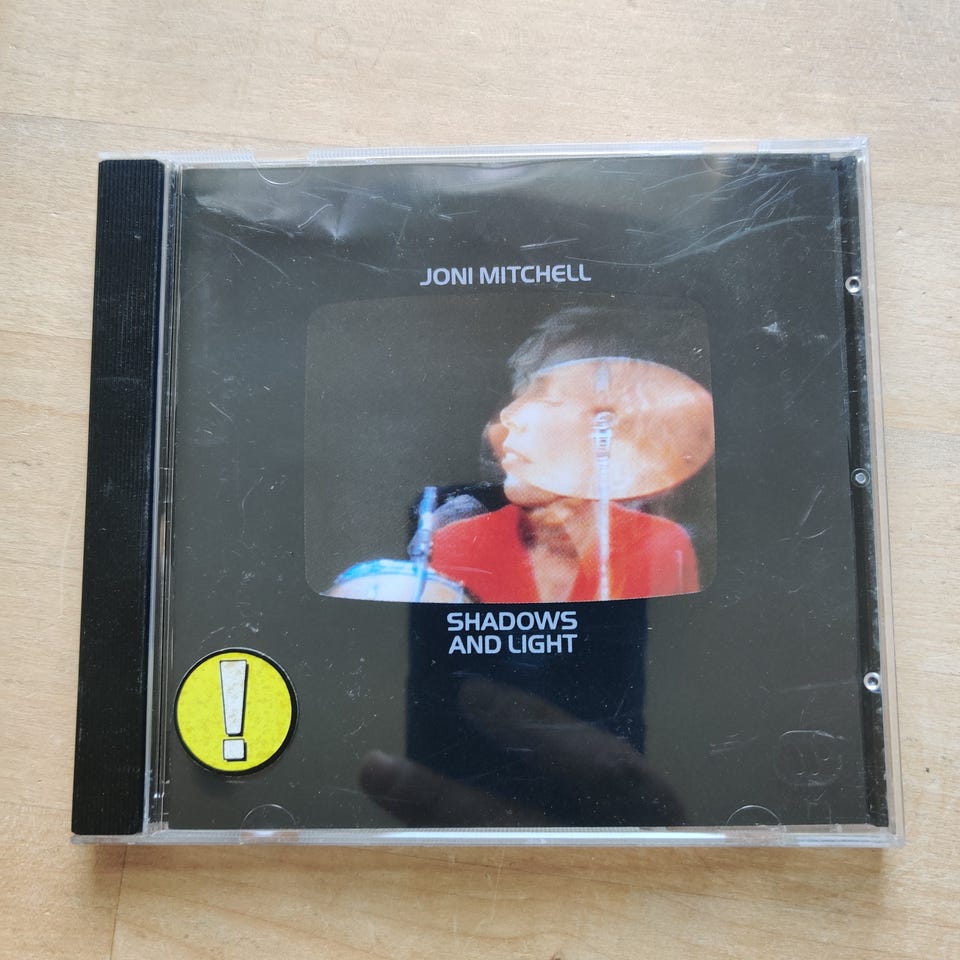 JONI MITCHELL
SHADOWS
AND LIGHT
!